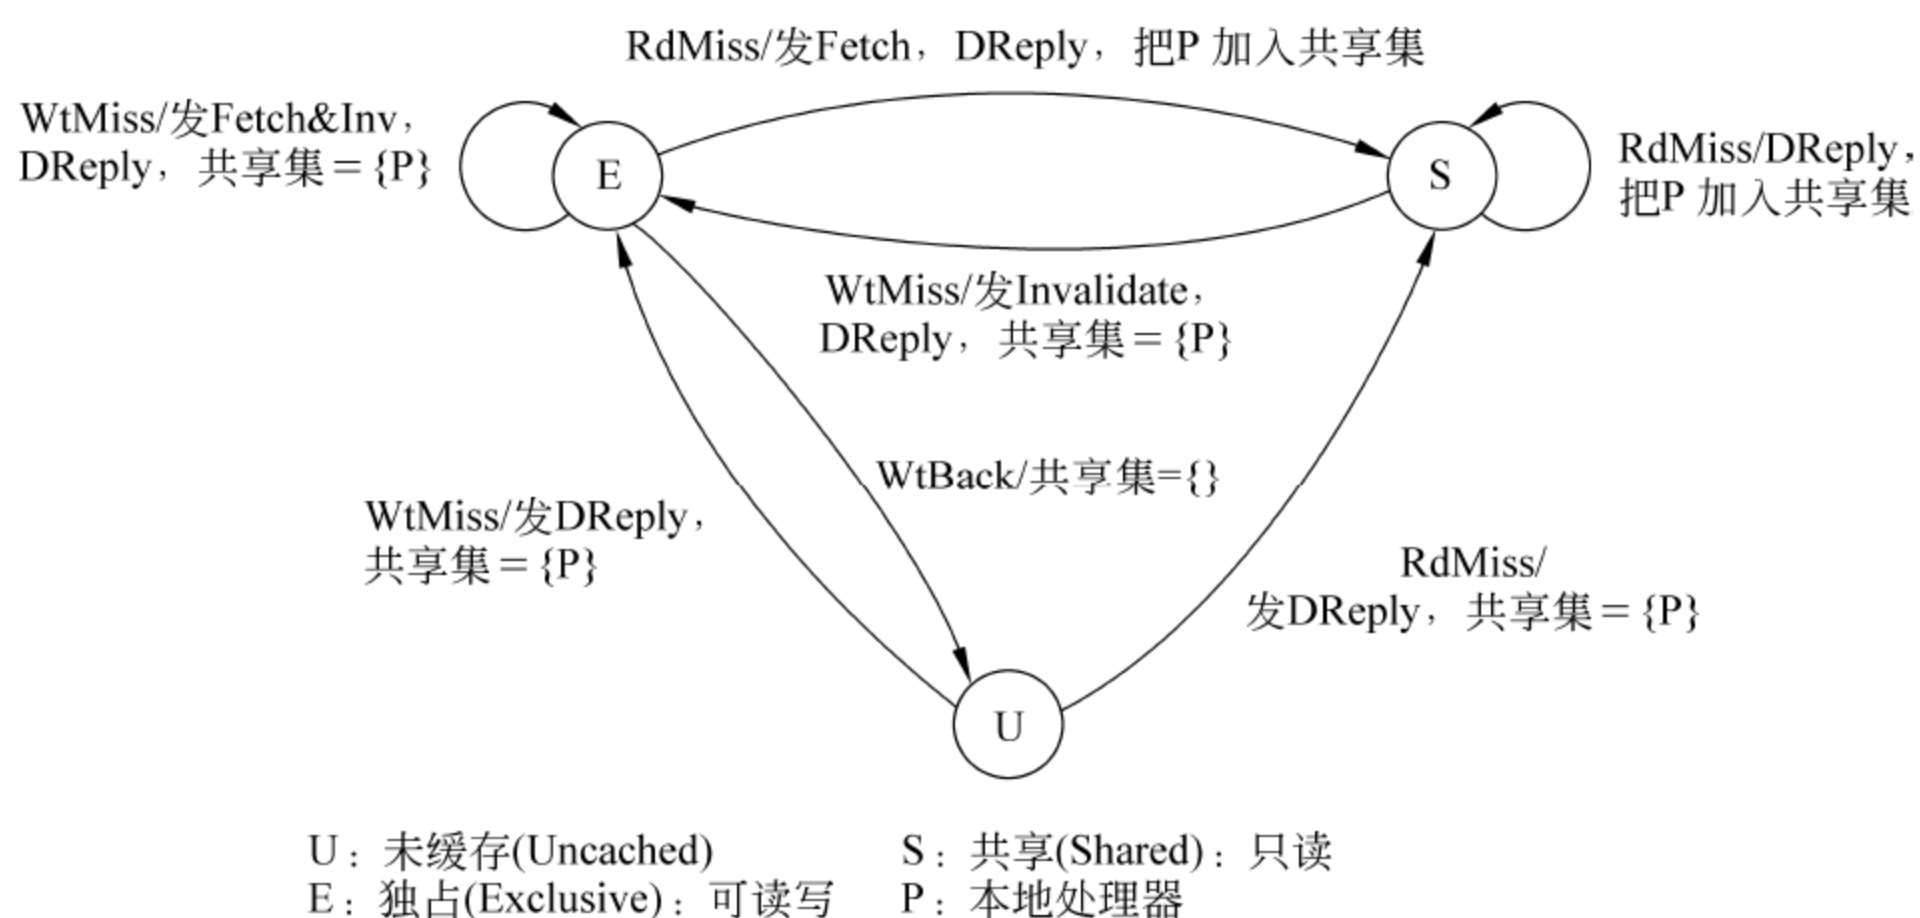 RdMiss/发Fetch，DReply，把P 加入共享集
WtMiss/发Fetch&Inv，
DReply，共享集＝{P}
E
S
RdMiss/DReply，
把P 加入共享集
WtMiss/发Invalidate，
DReply，共享集＝{P}
WtBack/共享集={}
WtMiss/发DReply，
共享集＝{P}
RdMiss/
发DReply，共享集＝{P}
U
U：未缓存(Uncached)
S：共享(Shared)：只读
E：独占(Exclusive)：可读写
P：本地处理器